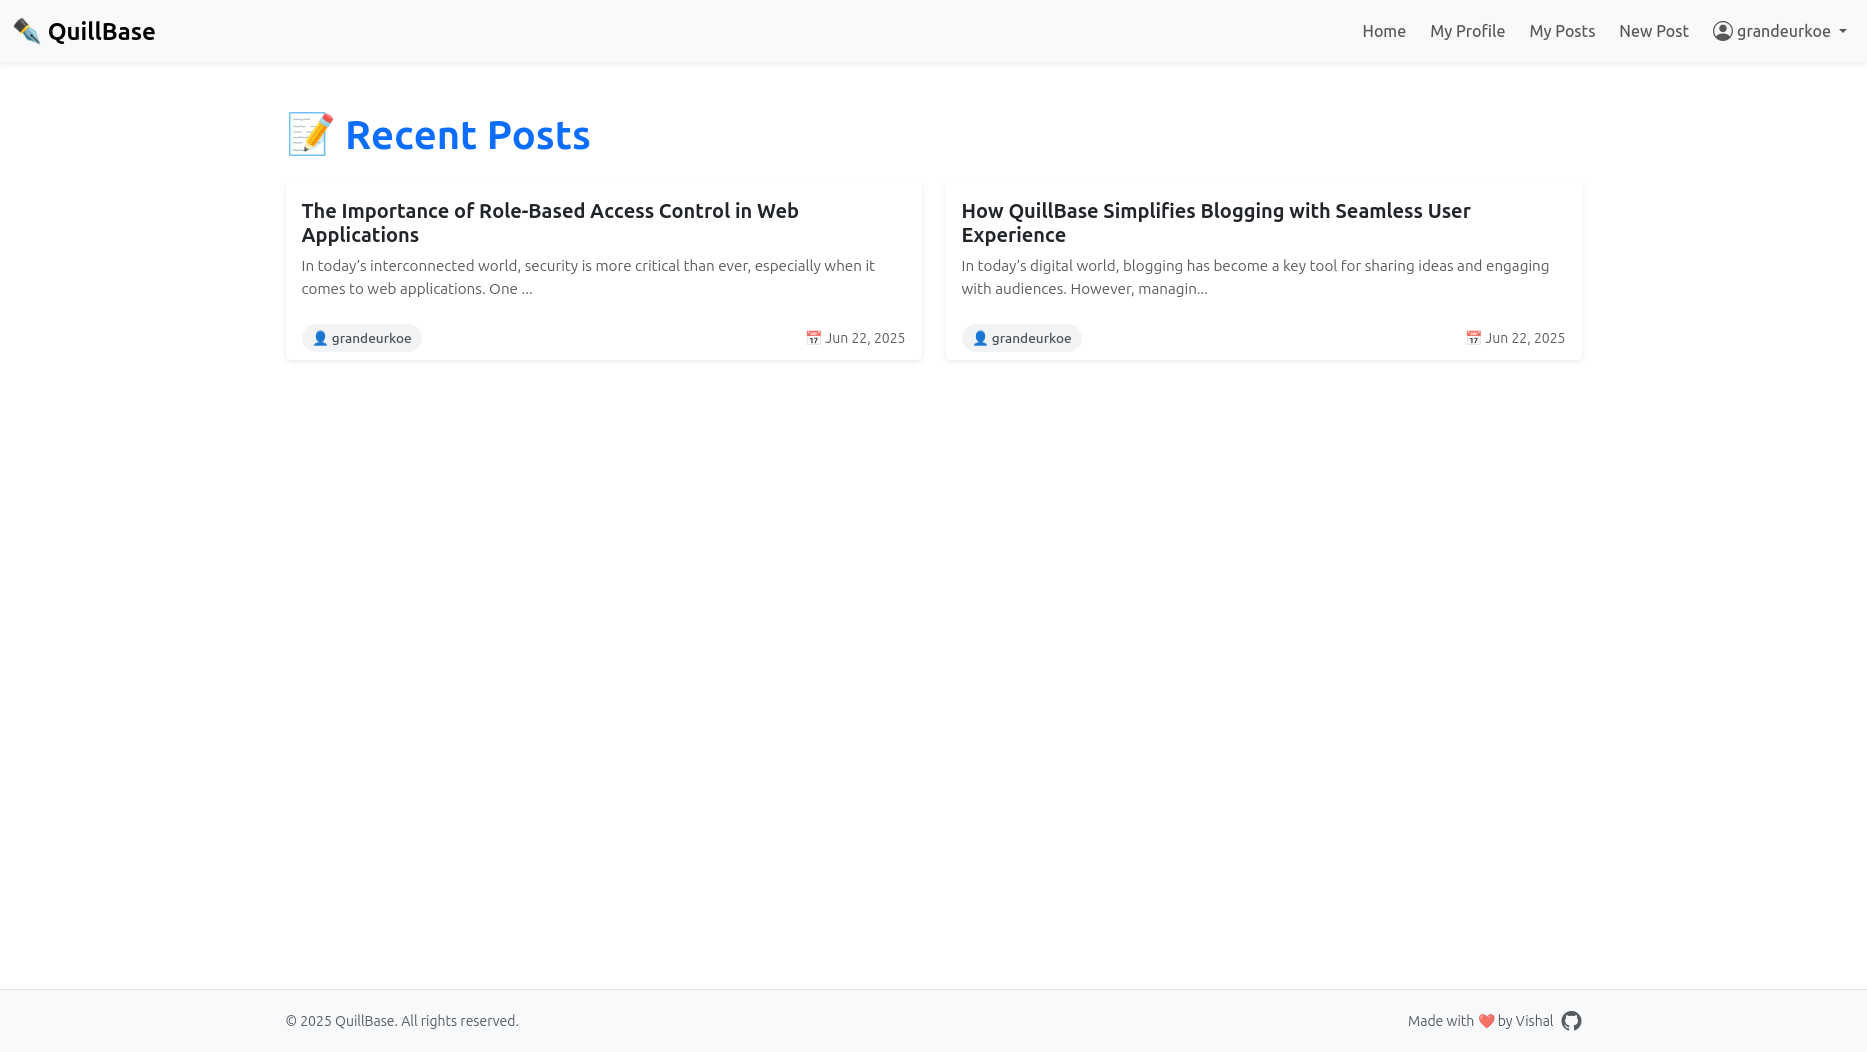 QuillBase
Home
My Profile
My Posts
New Post
grandeurkoe
Recent Posts
The Importance of Role-Based Access Control in Web
Applications
In today’s interconnected world, security is more critical than ever, especially when it
comes to web applications. One ...
grandeurkoe
Jun 22, 2025
How QuillBase Simplifies Blogging with Seamless User
Experience
In today’s digital world, blogging has become a key tool for sharing ideas and engaging
with audiences. However, managin...
grandeurkoe
Jun 22, 2025
© 2025 QuillBase. All rights reserved.
Made with ❤️ by Vishal